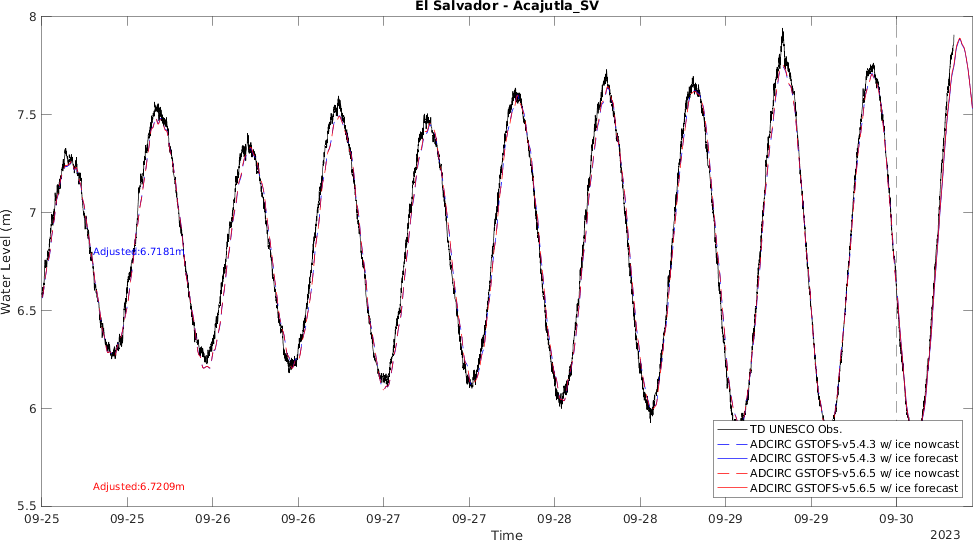 El Salvador - Acajutla_SV
8
7.5
7
6.5
6
5.5
Water Level (m)
Adjusted:6.7181m
Adjusted:6.7209m
TD UNESCO Obs.
ADCIRC GSTOFS-v5.4.3 w/ ice nowcast
ADCIRC GSTOFS-v5.4.3 w/ ice forecast
ADCIRC GSTOFS-v5.6.5 w/ ice nowcast
ADCIRC GSTOFS-v5.6.5 w/ ice forecast
09-25 09-25 09-26 09-26 09-27 09-27 09-28 09-28 09-29 09-29 09-30
Time
2023